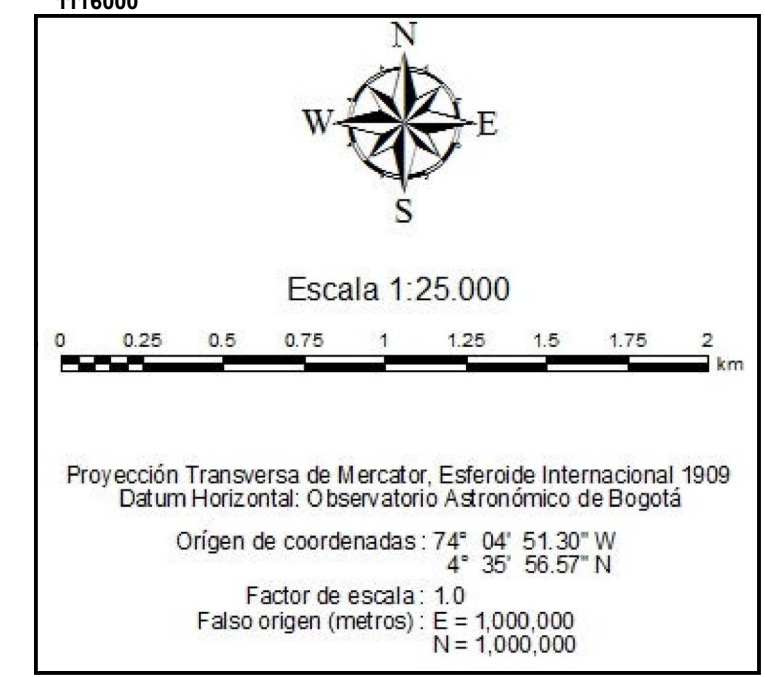 1116000
N
W E
S
Escala 1:25.000
0 0.25 0.5 0.75 1 1.25 1.5 1.75 2
km
Proyección Transversa de Mercator, Esferoide Internacional 1909
Datum Horizontal: Observatorio Astronómico de Bogotá
Orígen de coordenadas : 74° 04' 51.30" W
4° 35' 56.57" N
Factor de escala : 1.0
Falso origen (metros) : E = 1,000,000
N = 1,000,000